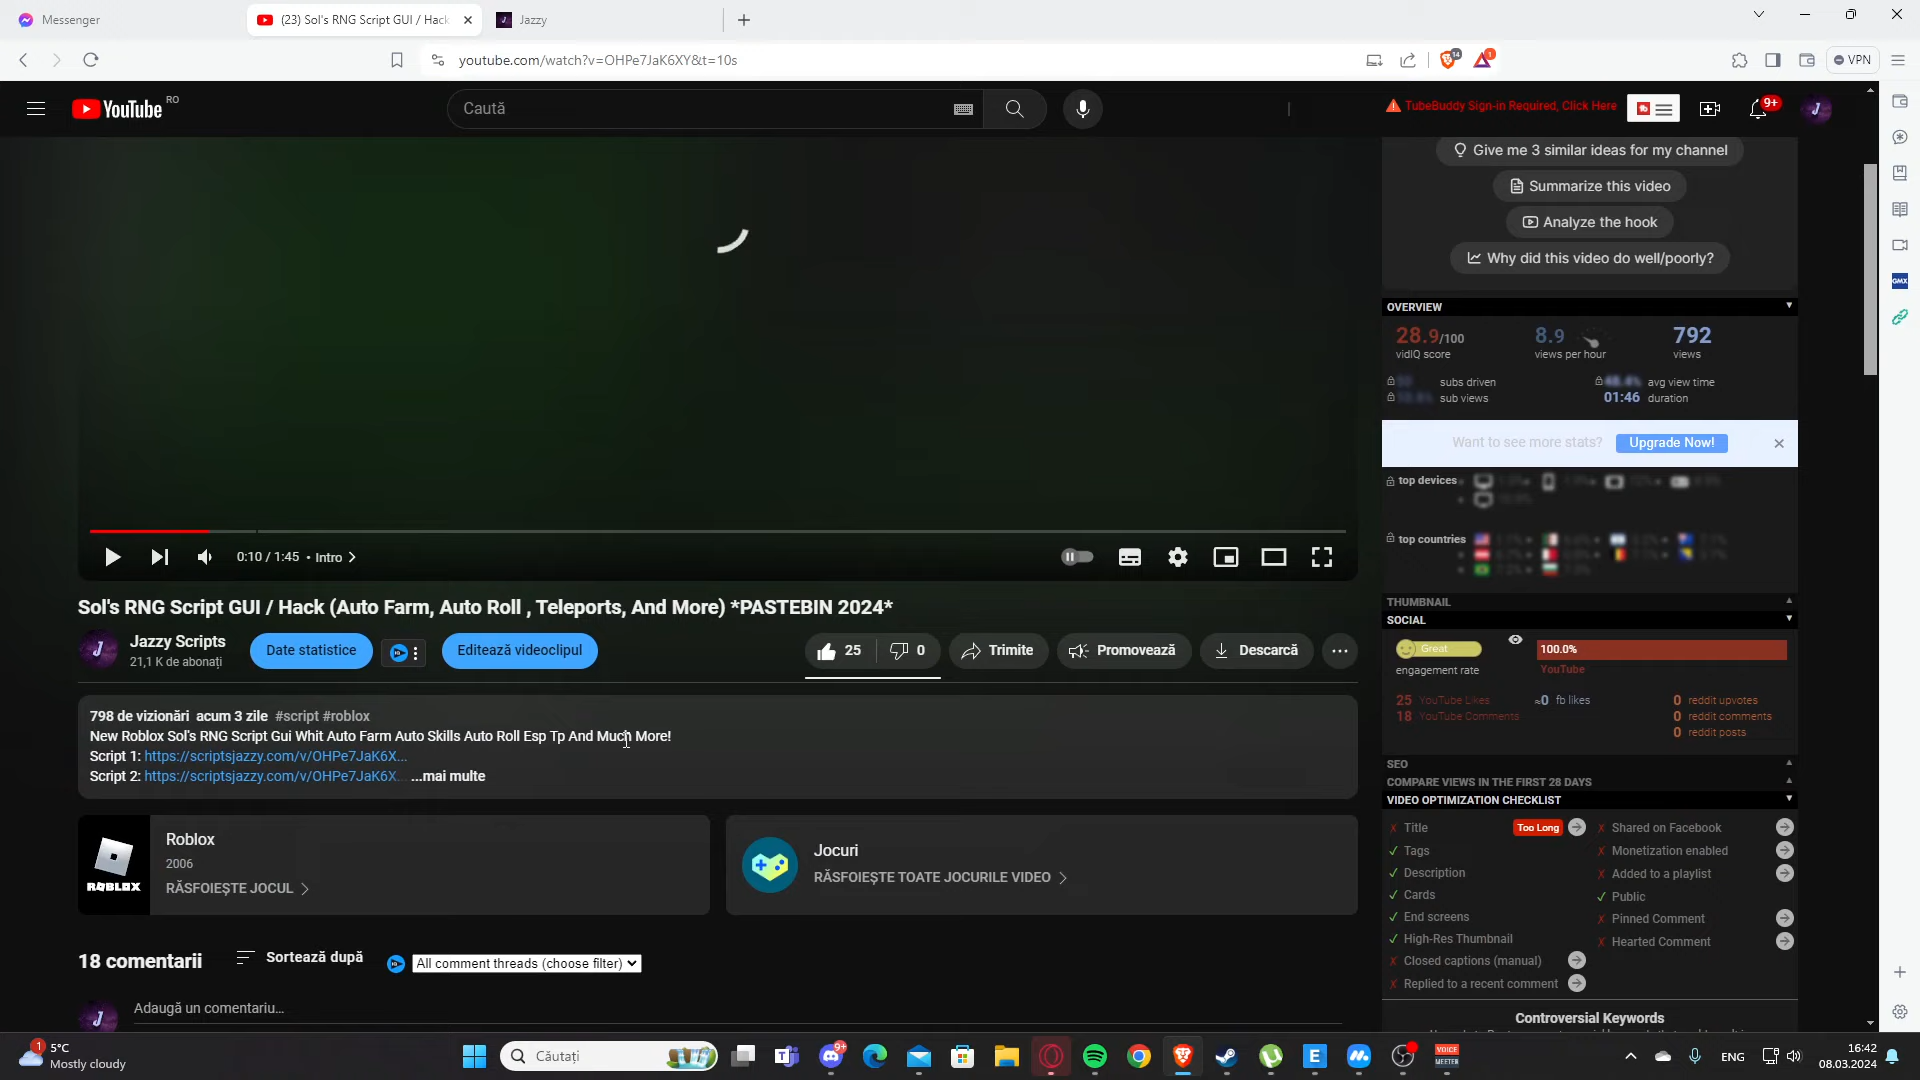 Messenger
(23) Sol's RNG Script GUI / Hack
Jazzy
youtube.com/watch?v=OHPe7JaK6XY&t=10s
14
1
VPN
YouTube RO
Caută
TubeBuddy Sign-in Required, Click Here
9+
Give me 3 similar ideas for my channel
Summarize this video
Analyze the hook
Why did this video do well/poorly?
OVERVIEW
28.9/100
vidIQ score
8.9
views per hour
792
views
subs driven
avg view time
sub views
01:46 duration
Want to see more stats? Upgrade Now!
top devices
top countries
0:10 / 1:45 • Intro
THUMBNAIL
SOCIAL
Great
engagement rate
100.0%
YouTube
25 YouTube Likes
18 YouTube Comments
≈0 fb likes
0 reddit upvotes
0 reddit comments
0 reddit posts
SEO
COMPARE VIEWS IN THE FIRST 28 DAYS
VIDEO OPTIMIZATION CHECKLIST
Title Too Long
Tags
Description
Cards
End screens
High-Res Thumbnail
Closed captions (manual)
Replied to a recent comment
Shared on Facebook
Monetization enabled
Added to a playlist
Public
Pinned Comment
Hearted Comment
Controversial Keywords
Sol's RNG Script GUI / Hack (Auto Farm, Auto Roll , Teleports, And More) *PASTEBIN 2024*
Jazzy Scripts
21,1 K de abonați
Date statistice
Editează videoclipul
25
0
Trimite
Promovează
Descarcă
798 de vizionări acum 3 zile #script #roblox
New Roblox Sol's RNG Script Gui Whit Auto Farm Auto Skills Auto Roll Esp Tp And Much More!
Script 1: https://scriptsjazzy.com/v/OHPe7JaK6X...
Script 2: https://scriptsjazzy.com/v/OHPe7JaK6X... ...mai multe
ROBLOX
Roblox
2006
RĂSFOIEȘTE JOCUL
Jocuri
RĂSFOIEȘTE TOATE JOCURILE VIDEO
18 comentarii
Sortează după
All comment threads (choose filter)
Adaugă un comentariu...
1
5°C
Mostly cloudy
Căutați
9+
VOICE
MEETER
ENG
16:42
08.03.2024
GMX